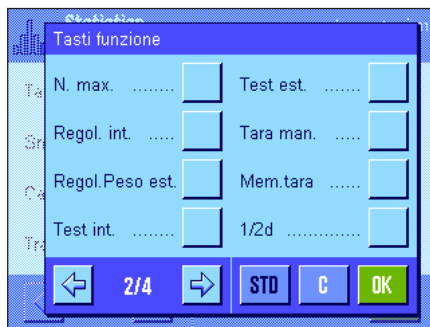 Tasti funzione
N. max. ........
Test est. .......
Regol. int. .....
Tara man. .....
Regol.Peso est.
Mem.tara ......
Test int. ........
1/2d ..............
2/4
STD
C
OK